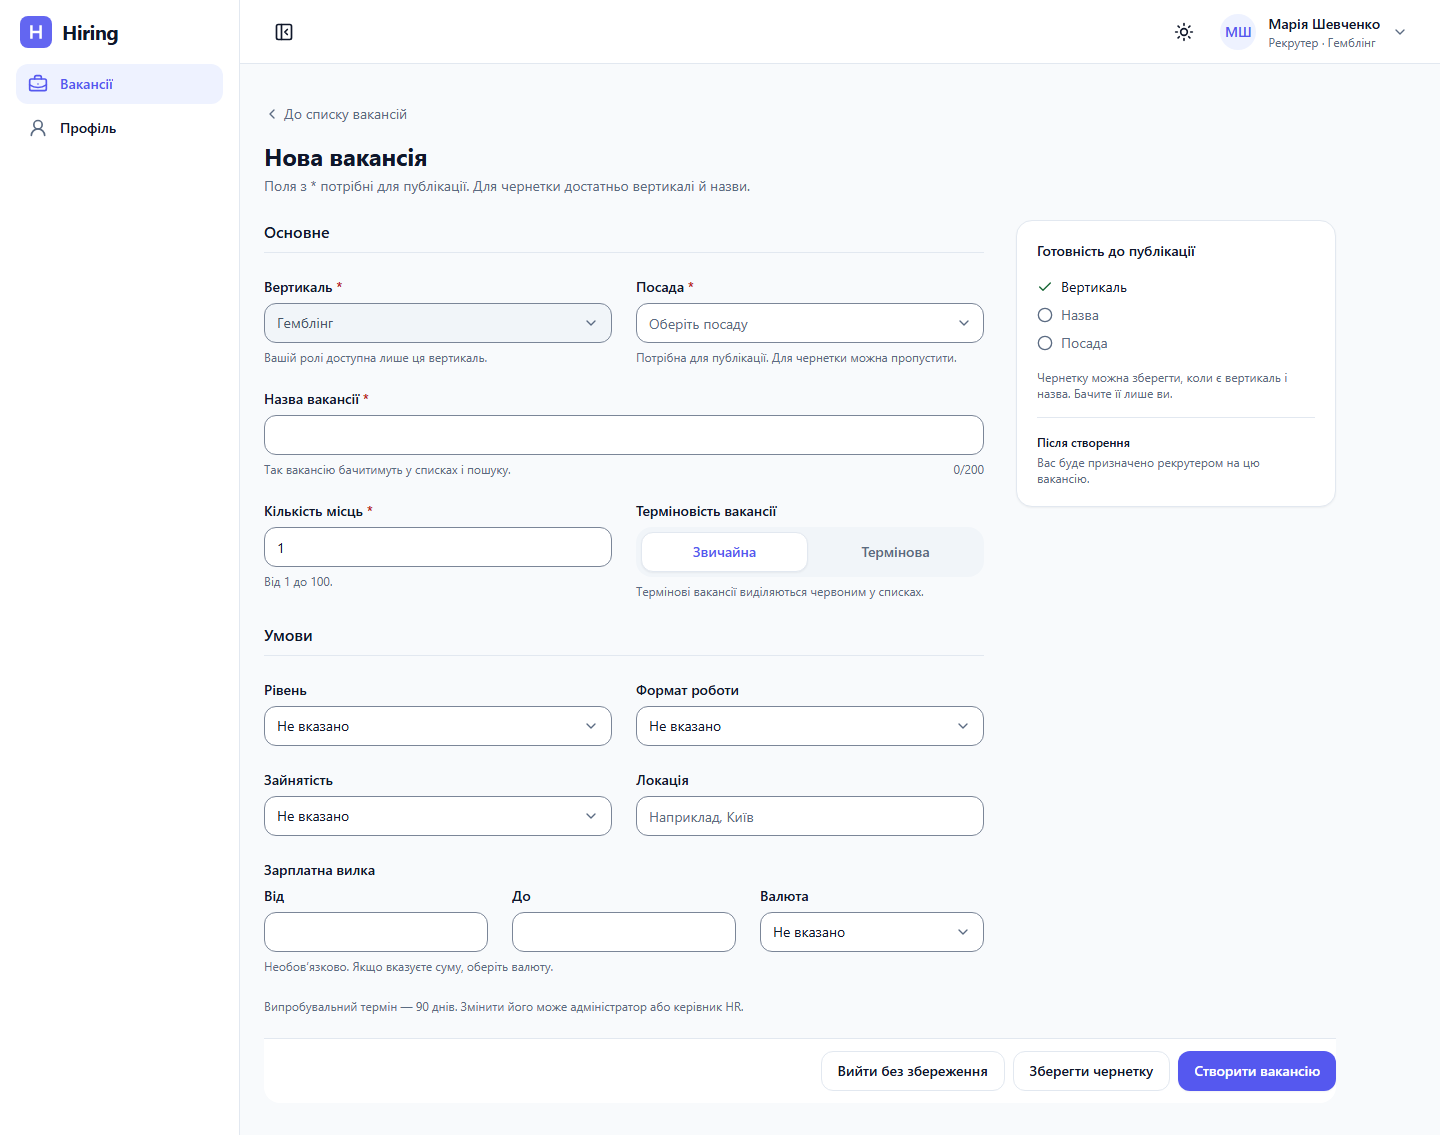 H Hiring
Вакансії
Профіль
МШ
Марія Шевченко
Рекрутер · Гемблінг
До списку вакансій
Нова вакансія
Поля з * потрібні для публікації. Для чернетки достатньо вертикалі й назви.
Основне
Вертикаль *
Гемблінг
Вашій ролі доступна лише ця вертикаль.
Посада *
Оберіть посаду
Потрібна для публікації. Для чернетки можна пропустити.
Назва вакансії *
Так вакансію бачитимуть у списках і пошуку.
0/200
Кількість місць *
1
Від 1 до 100.
Терміновість вакансії
Звичайна
Термінова
Термінові вакансії виділяються червоним у списках.
Умови
Рівень
Не вказано
Формат роботи
Не вказано
Зайнятість
Не вказано
Локація
Наприклад, Київ
Зарплатна вилка
Від
До
Валюта
Не вказано
Необов'язково. Якщо вказуєте суму, оберіть валюту.
Випробувальний термін — 90 днів. Змінити його може адміністратор або керівник HR.
Готовність до публікації
Вертикаль
Назва
Посада
Чернетку можна зберегти, коли є вертикаль і
назва. Бачите її лише ви.
Після створення
Вас буде призначено рекрутером на цю
вакансію.
Вийти без збереження
Зберегти чернетку
Створити вакансію